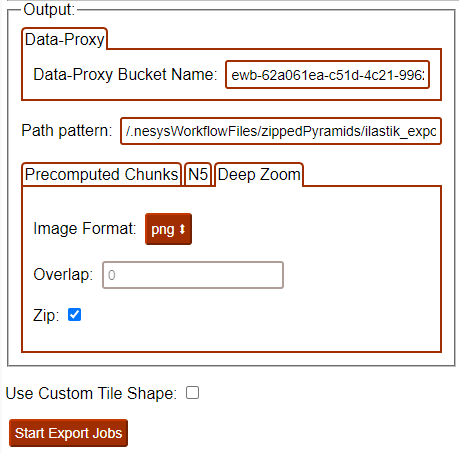 Output:
Data-Proxy
Data-Proxy Bucket Name: ewb-62a061ea-c51d-4c21-996
Path pattern: /.nesysWorkflowFiles/zippedPyramids/ilastik_expo
Precomputed Chunks N5 Deep Zoom
Image Format: png
Overlap: 0
Zip:
Use Custom Tile Shape:
Start Export Jobs